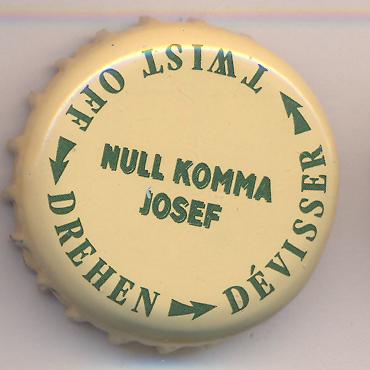 NULL KOMMA
JOSEF
TWIST OFF
DÉVISSER
DREHEN